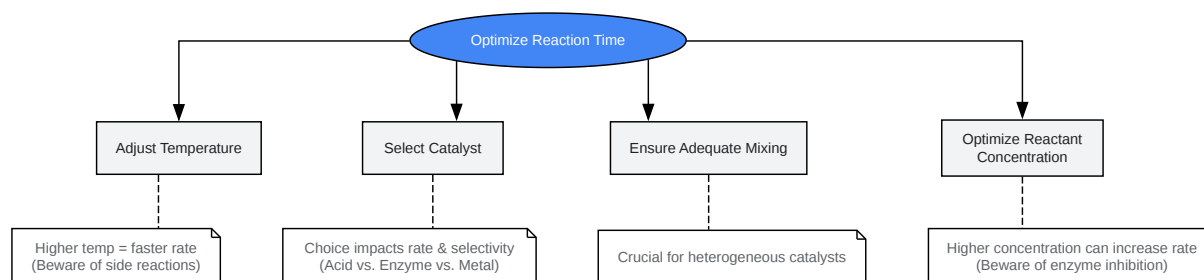 Optimize Reaction Time
Adjust Temperature
Select Catalyst
Ensure Adequate Mixing
Optimize Reactant
Concentration
Higher temp = faster rate
(Beware of side reactions)
Choice impacts rate & selectivity
(Acid vs. Enzyme vs. Metal)
Crucial for heterogeneous catalysts
Higher concentration can increase rate
(Beware of enzyme inhibition)